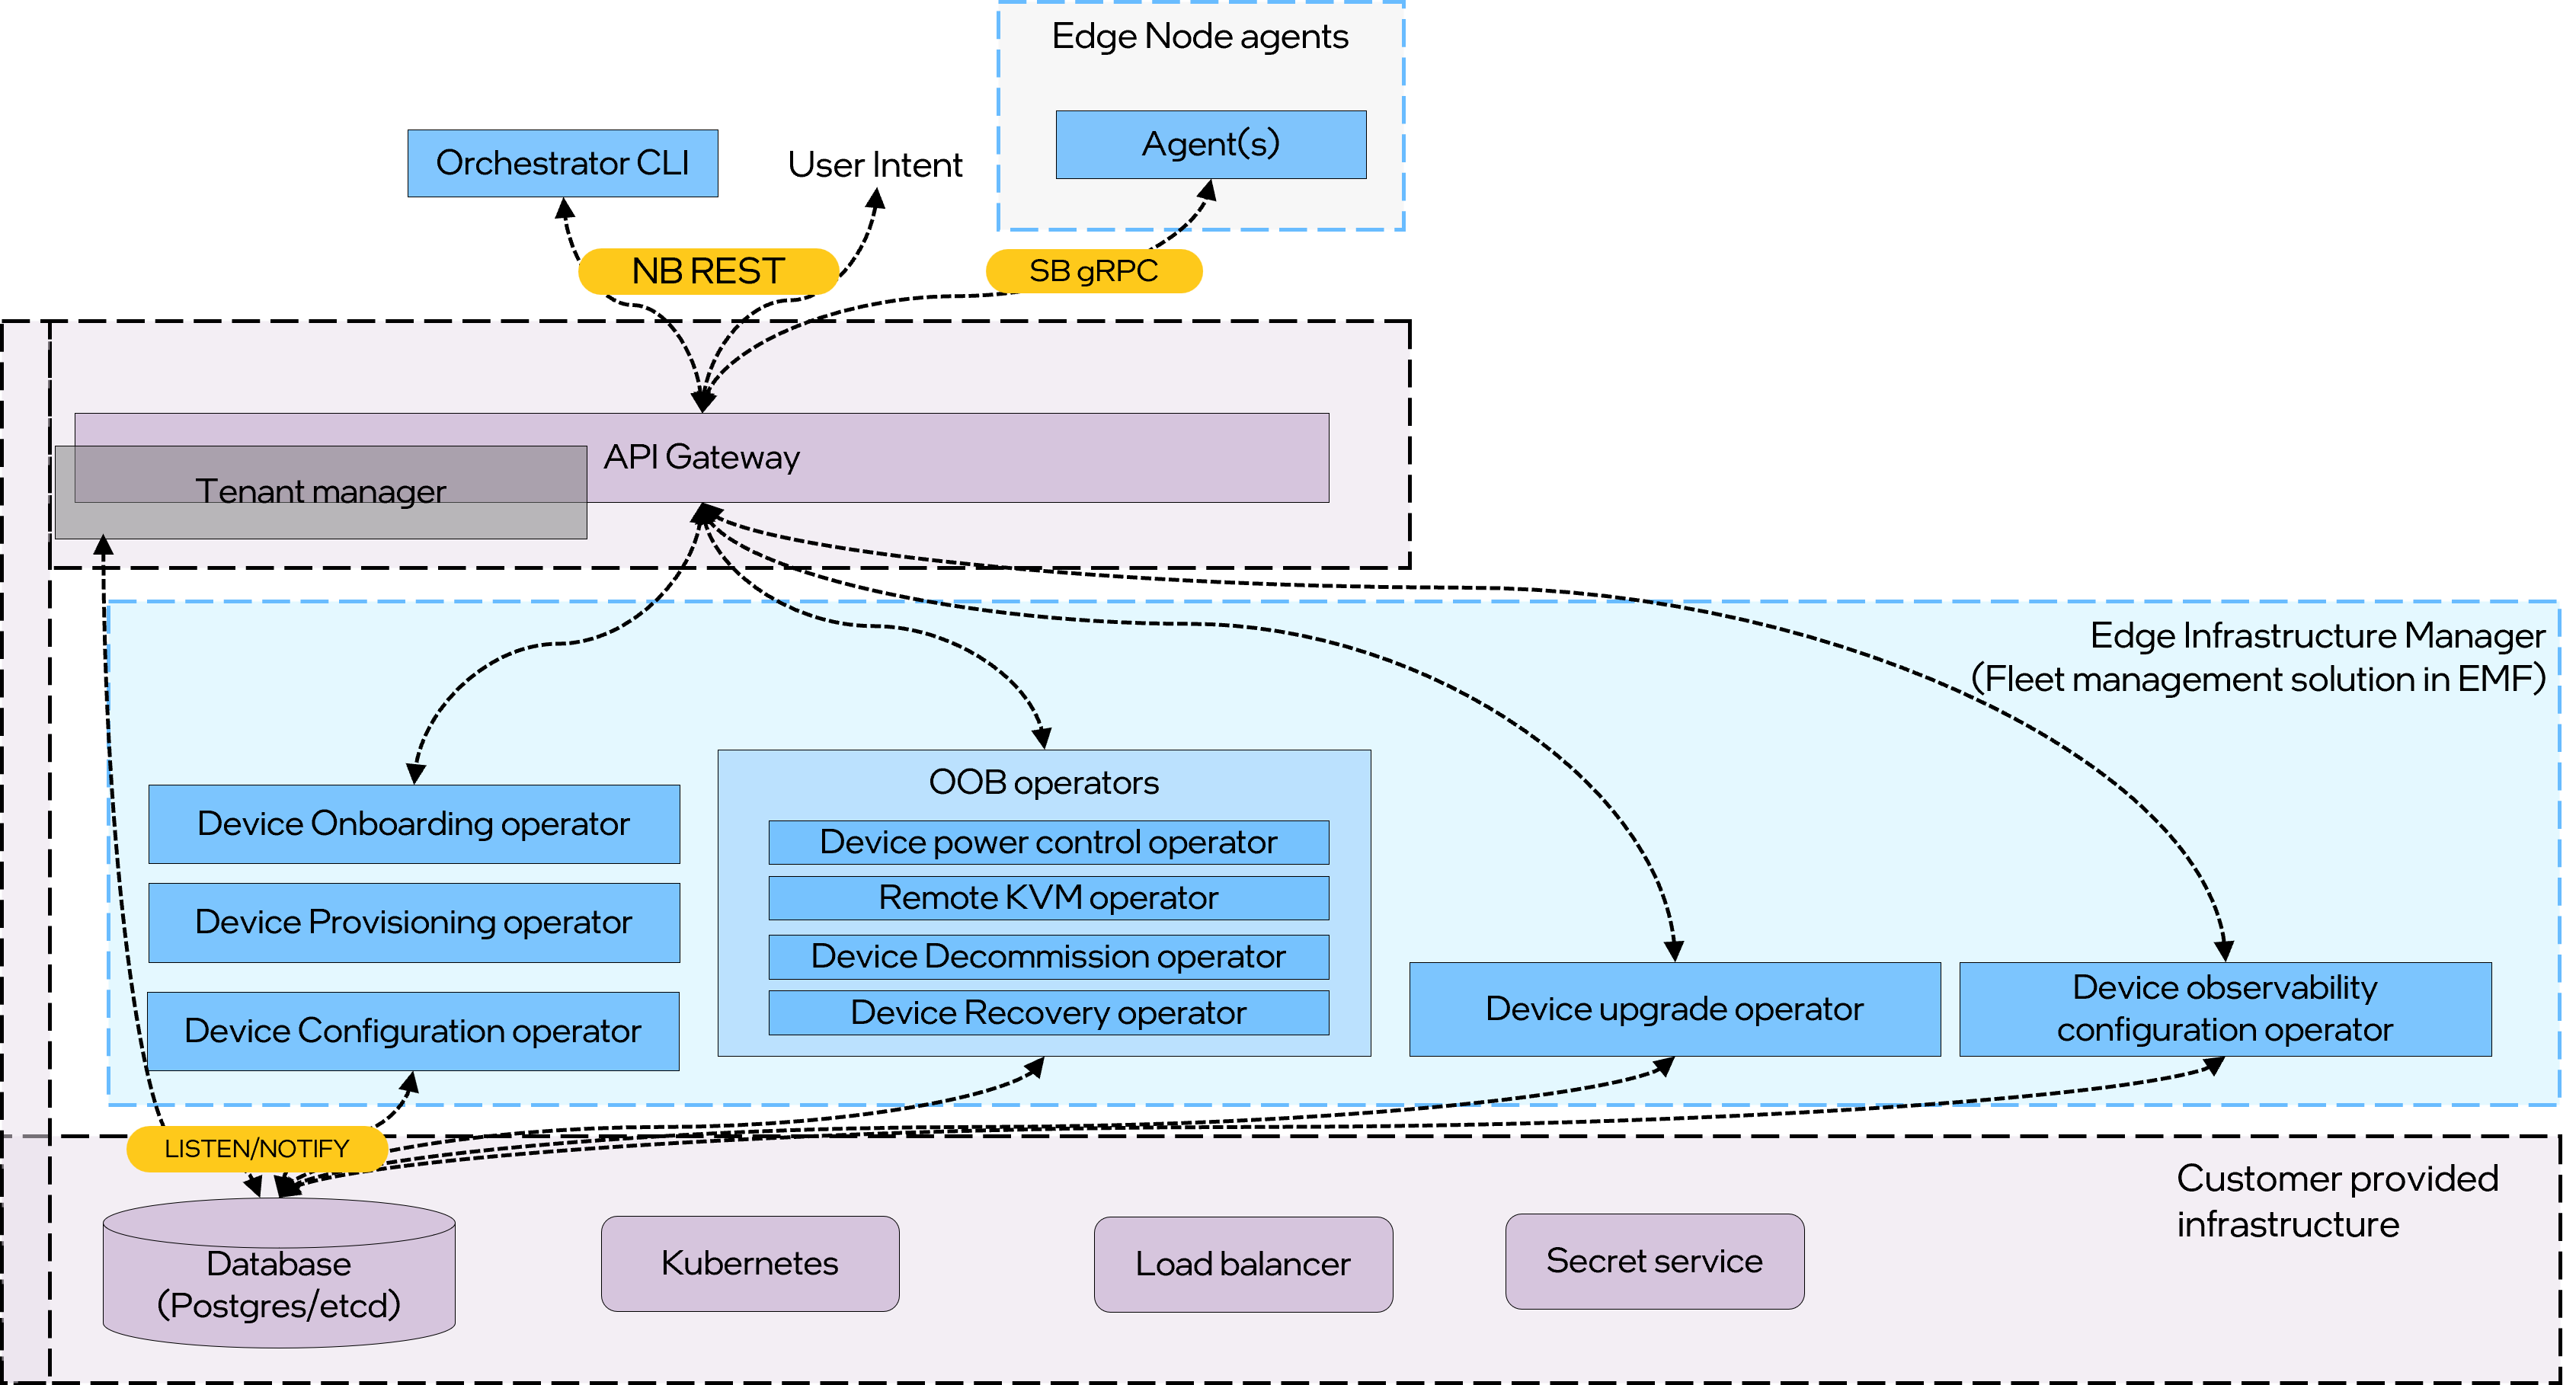 Edge Node agents
Agent(s)
Orchestrator CLI
User Intent
NB REST
SB gRPC
API Gateway
Tenant manager
Edge Infrastructure Manager
(Fleet management solution in EMF)
Device Onboarding operator
Device Provisioning operator
Device Configuration operator
OOB operators
Device power control operator
Remote KVM operator
Device Decommission operator
Device Recovery operator
Device upgrade operator
Device observability
configuration operator
LISTEN/NOTIFY
Database
(Postgres/etcd)
Kubernetes
Load balancer
Secret service
Customer provided
infrastructure